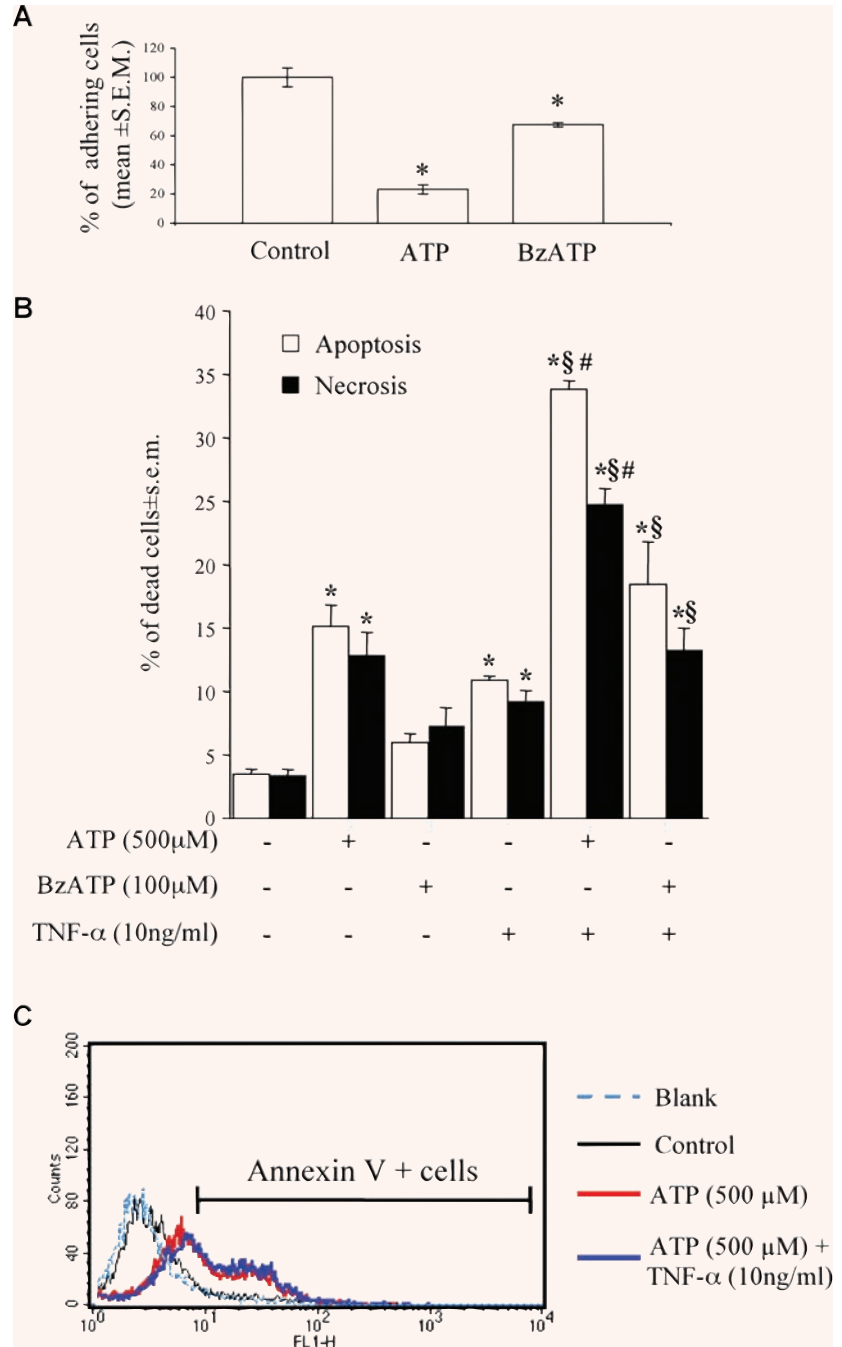 A
% of adhering cells
(mean ±S.E.M.)
120
100
80
60
40
20
0
*
*
Control ATP BzATP
B
% of dead cells±s.e.m.
40
35
30
25
20
15
10
5
0
Apoptosis
Necrosis
*
*
*
*
*§ #
*§#
*§
*§
ATP (500μM) - + - - + -
BzATP (100μM) - - + - - +
TNF-α (10ng/ml) - - - + + +
C
Counts
200
160
120
80
40
0
Annexin V + cells
10⁰ 10¹ 10² 10³ 10⁴
FL1-H
Blank
Control
ATP (500 μM)
ATP (500 μM) +
TNF-α (10ng/ml)